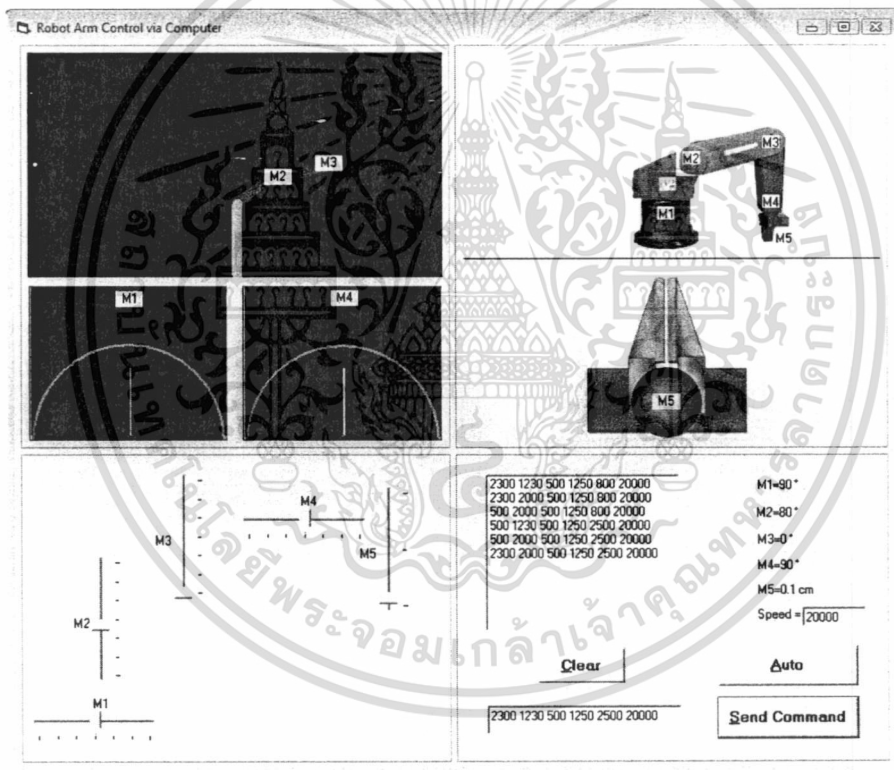 Robot Arm Control via Computer
M2
M3
M1
M4
M2
M3
M1
M4
M5
M5
M4
M3
M5
M2
M1
2300 1230 500 1250 800 20000
2300 2000 500 1250 800 20000
500 2000 500 1250 800 20000
500 1230 500 1250 2500 20000
500 2000 500 1250 2500 20000
2300 2000 500 1250 2500 20000
M1=90°
M2=80°
M3=0°
M4=90°
M5=0.1 cm
Speed = 20000
Clear
Auto
2300 1230 500 1250 2500 20000
Send Command